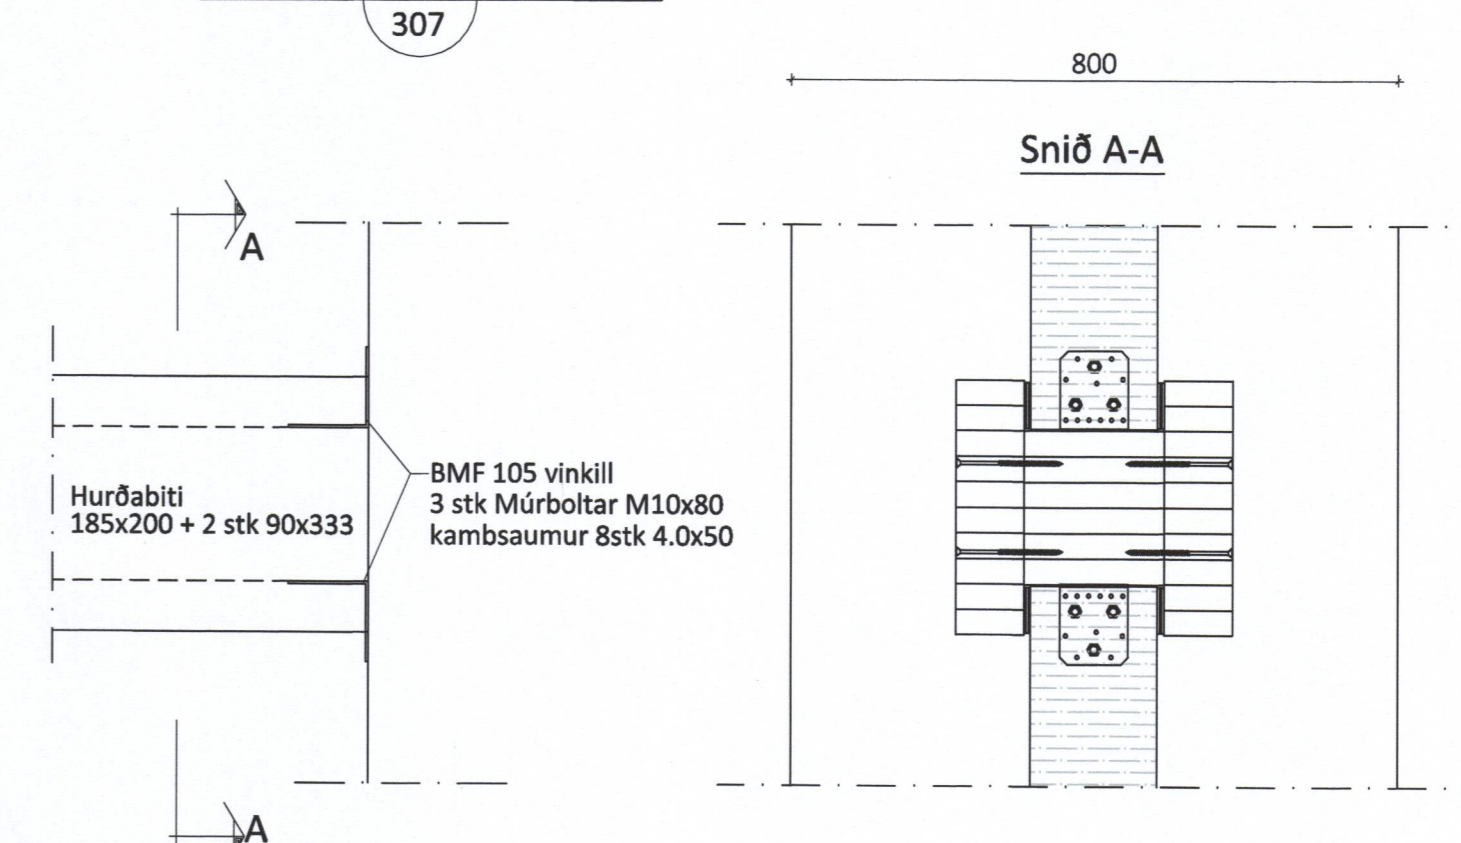 307
800
Snið A-A
A
BMF 105 vinkill
3 stk Múrboltar M10x80
kambsaumur 8stk 4.0x50
Hurðabiti
185x200 + 2 stk 90x333
A